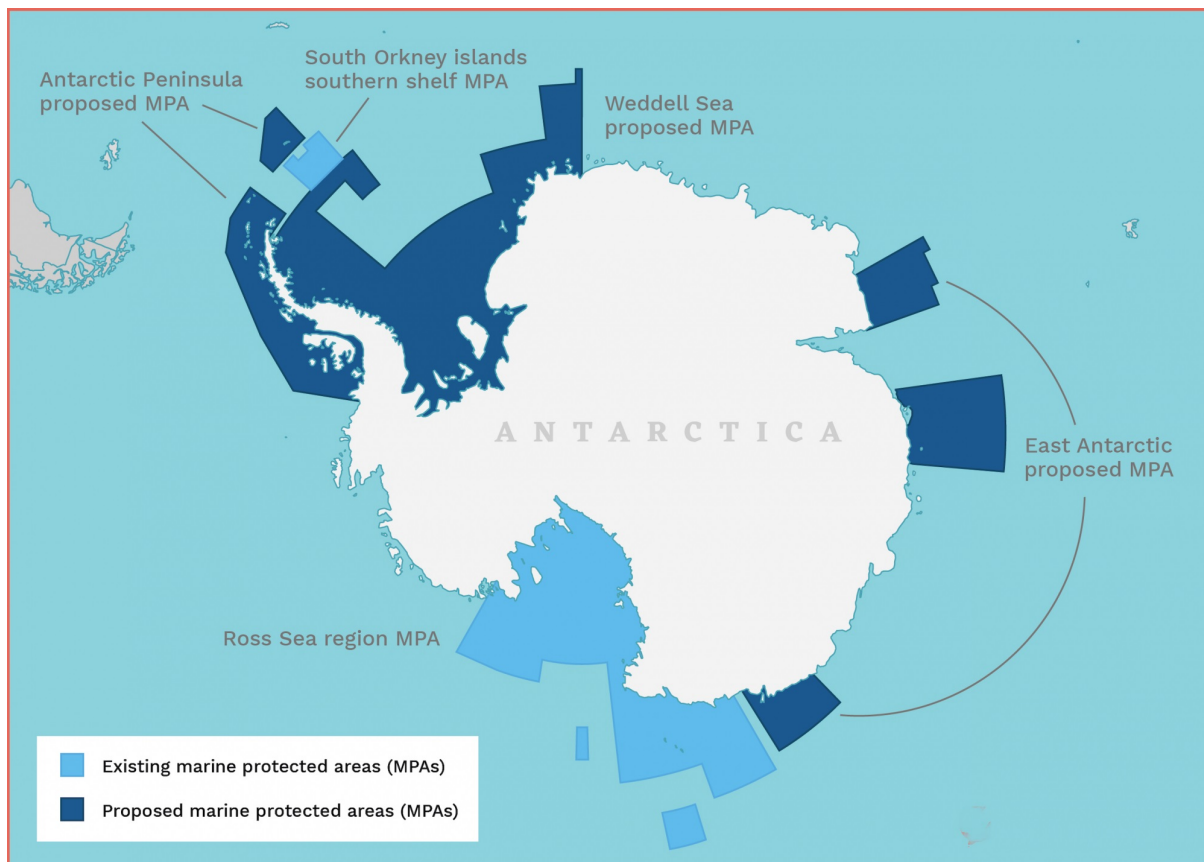 South Orkney islands
southern shelf MPA
Antarctic Peninsula
proposed MPA
Weddell Sea
proposed MPA
ANTARCTICA
East Antarctic
proposed MPA
Ross Sea region MPA
Existing marine protected areas (MPAs)
Proposed marine protected areas (MPAs)